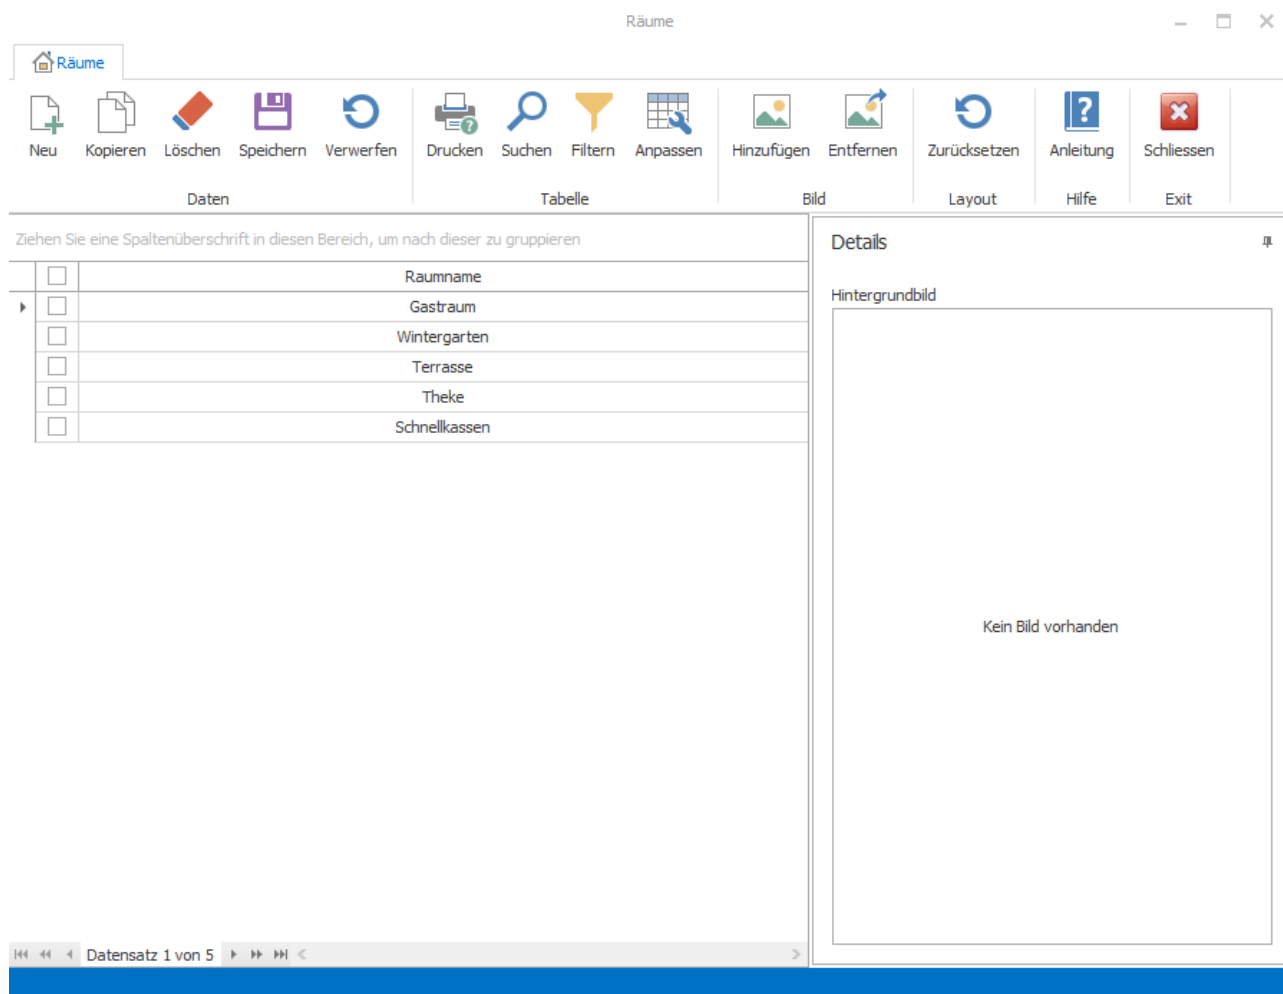 Räume
Räume
Neu Kopieren Löschen Speichern Verwerfen Drucken Suchen Filtern Anpassen Hinzufügen Entfernen Zurücksetzen Anleitung Schliessen
Daten Tabelle Bild Layout Hilfe Exit
Ziehen Sie eine Spaltenüberschrift in diesen Bereich, um nach dieser zu gruppieren
Raumname
Gastraum
Wintergarten
Terrasse
Theke
Schnellkassen
Datensatz 1 von 5
Details
Hintergrundbild
Kein Bild vorhanden